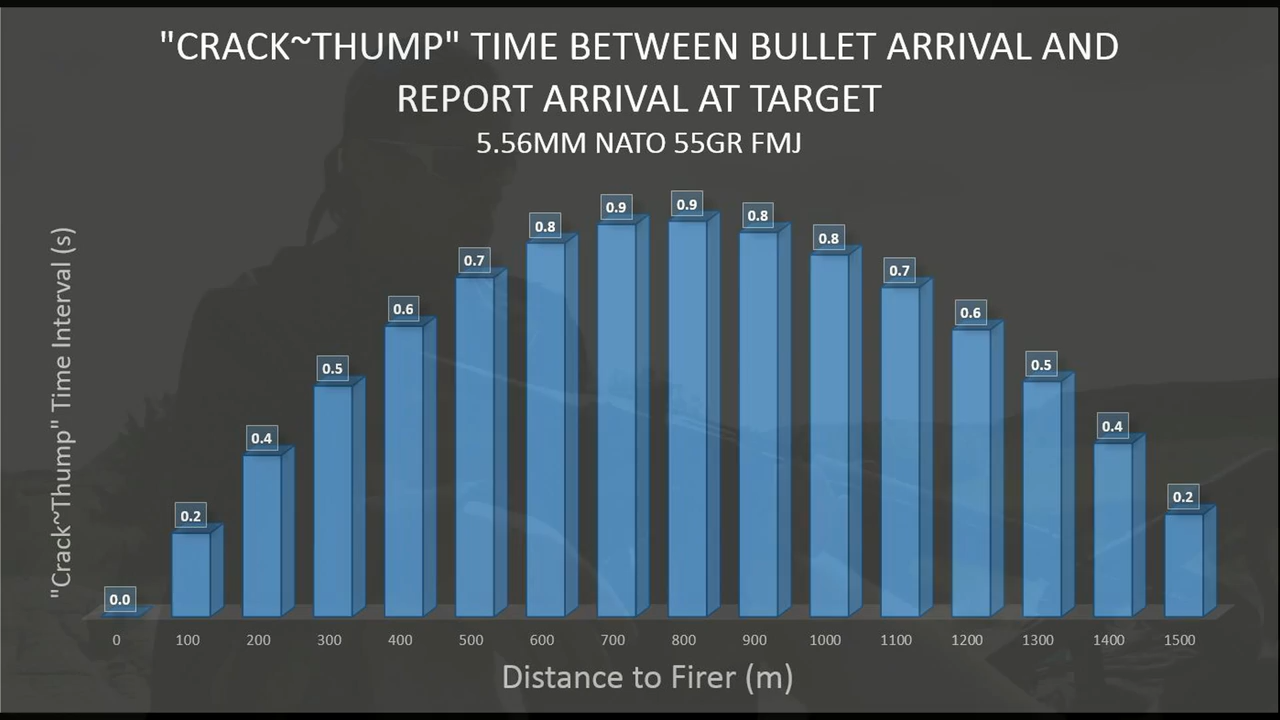 "CRACK~THUMP" TIME BETWEEN BULLET ARRIVAL AND
REPORT ARRIVAL AT TARGET
5.56MM NATO 55GR FMJ
"Crack~Thump" Time Interval (s)
0.0
0.2
0.4
0.5
0.6
0.7
0.8
0.9
0.9
0.8
0.8
0.7
0.6
0.5
0.4
0.2
0 100 200 300 400 500 600 700 800 900 1000 1100 1200 1300 1400 1500
Distance to Firer (m)